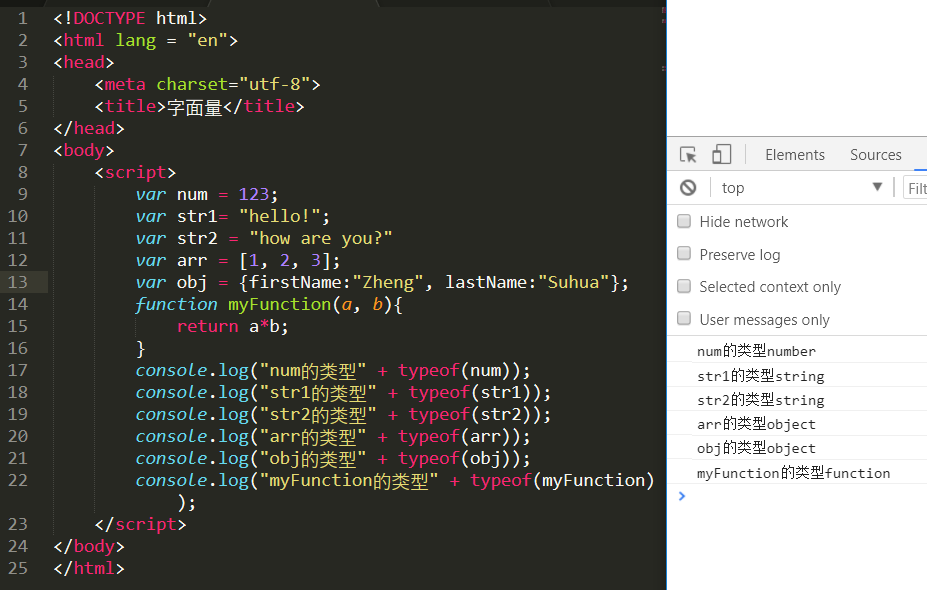 1 <!DOCTYPE html>
2 <html lang = "en">
3 <head>
4 <meta charset="utf-8">
5 <title>字面量</title>
6 </head>
7 <body>
8 <script>
9 var num = 123;
10 var str1= "hello!";
11 var str2 = "how are you?"
12 var arr = [1, 2, 3];
13 var obj = {firstName:"Zheng", lastName:"Suhua"};
14 function myFunction(a, b){
15 return a*b;
16 }
17 console.log("num的类型" + typeof(num));
18 console.log("str1的类型" + typeof(str1));
19 console.log("str2的类型" + typeof(str2));
20 console.log("arr的类型" + typeof(arr));
21 console.log("obj的类型" + typeof(obj));
22 console.log("myFunction的类型" + typeof(myFunction)
);
23 </script>
24 </body>
25 </html>
Elements Sources
top Filt
Hide network
Preserve log
Selected context only
User messages only
num的类型number
str1的类型string
str2的类型string
arr的类型object
obj的类型object
myFunction的类型function